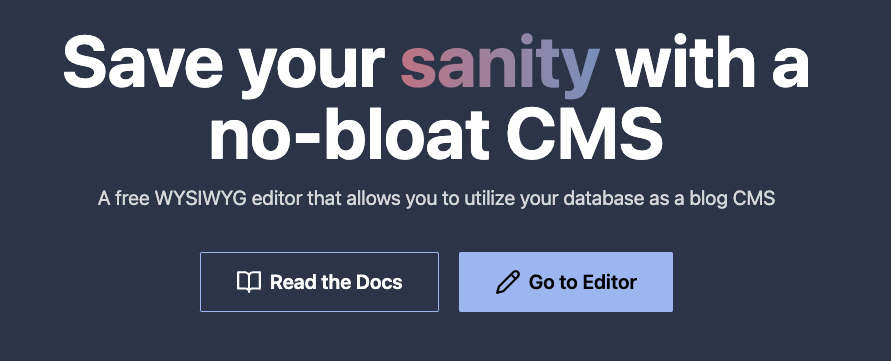 Save your sanity with a
no-bloat CMS
A free WYSIWYG editor that allows you to utilize your database as a blog CMS
Read the Docs
Go to Editor